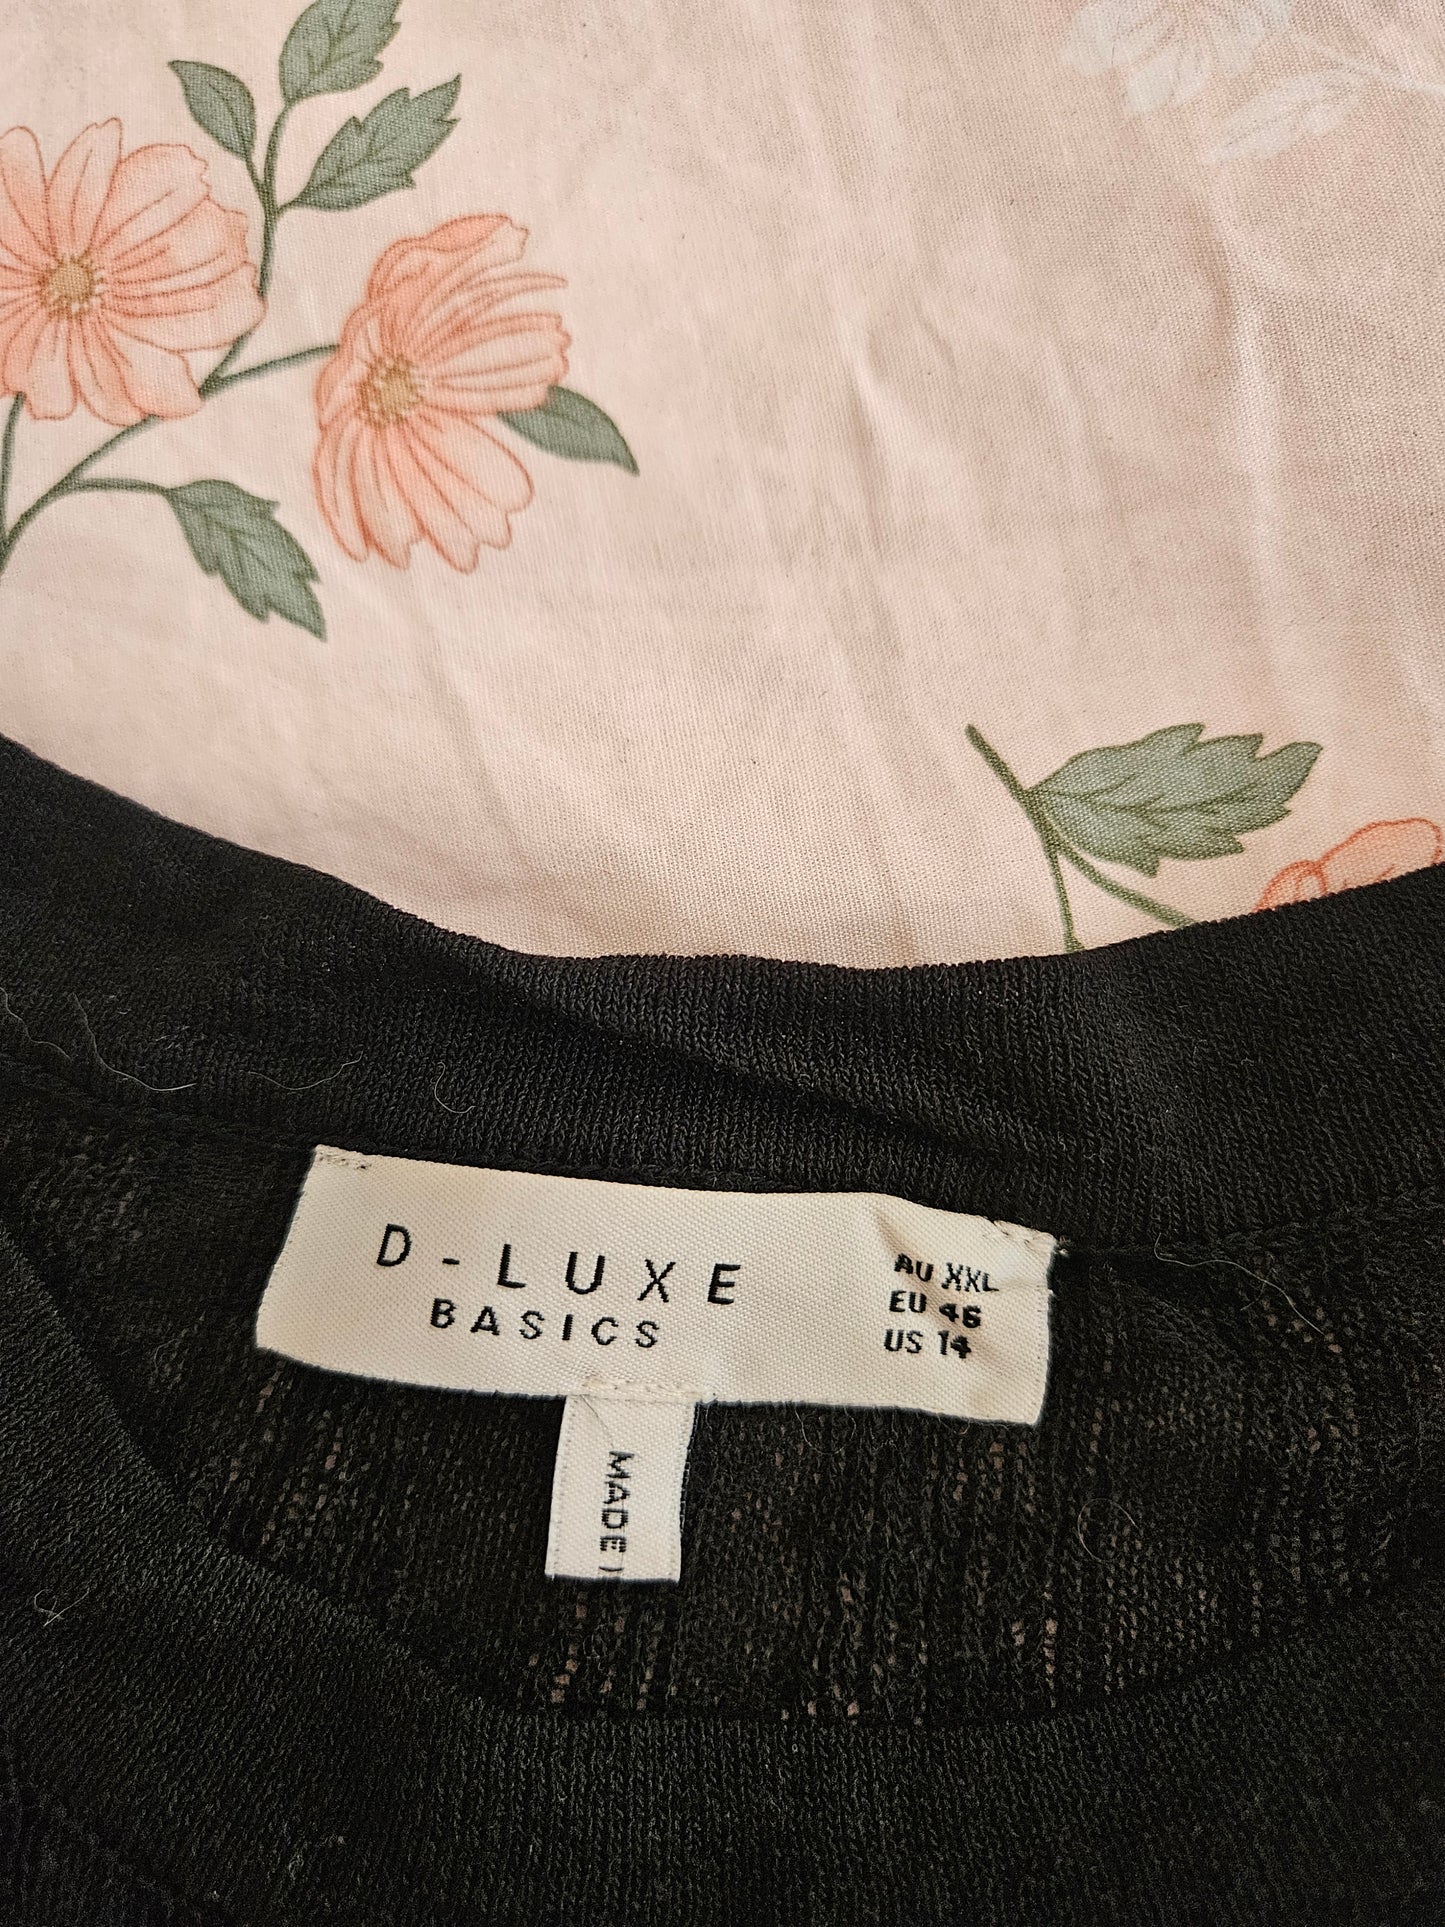 D-LUXE
BASICS
AU XXL
EU 46
US 14
MADE